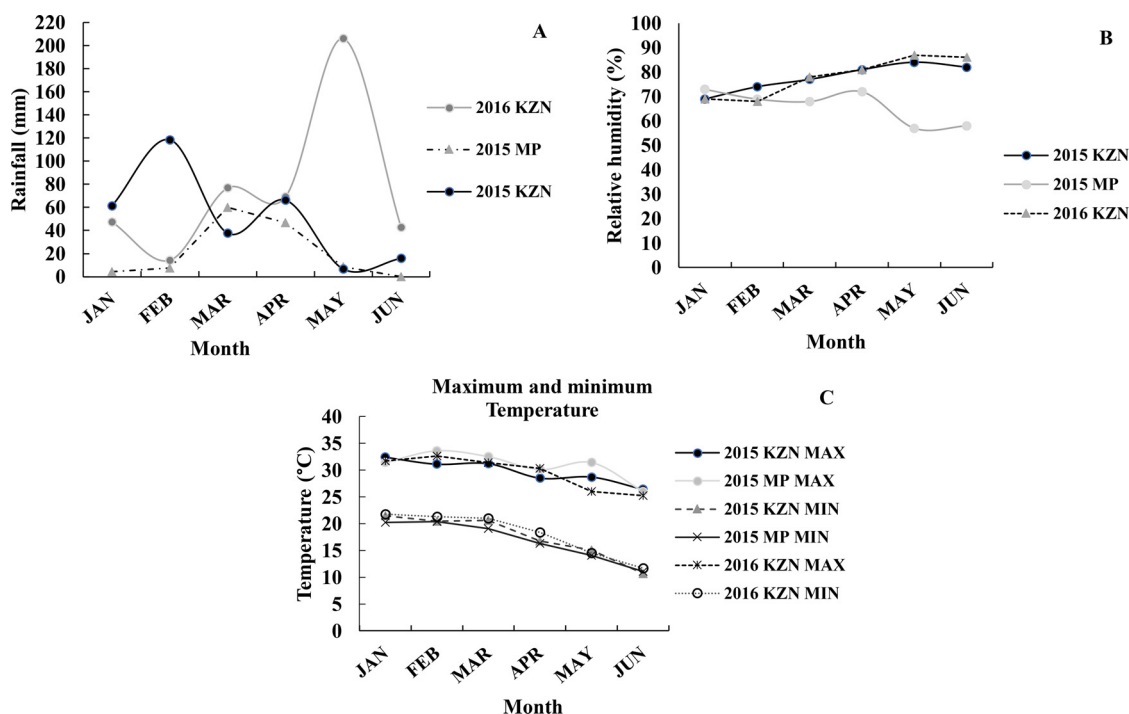 A
Rainfall (mm)
220
200
180
160
140
120
100
80
60
40
20
0
JAN
FEB
MAR
APR
MAY
JUN
Month
2016 KZN
2015 MP
2015 KZN
B
Relative humidity (%)
100
90
80
70
60
50
40
30
20
10
0
JAN
FEB
MAR
APR
MAY
JUN
Month
2015 KZN
2015 MP
2016 KZN
C
Maximum and minimum
Temperature
Temperature (°C)
40
35
30
25
20
15
10
5
0
JAN
FEB
MAR
APR
MAY
JUN
Month
2015 KZN MAX
2015 MP MAX
2015 KZN MIN
2015 MP MIN
2016 KZN MAX
2016 KZN MIN